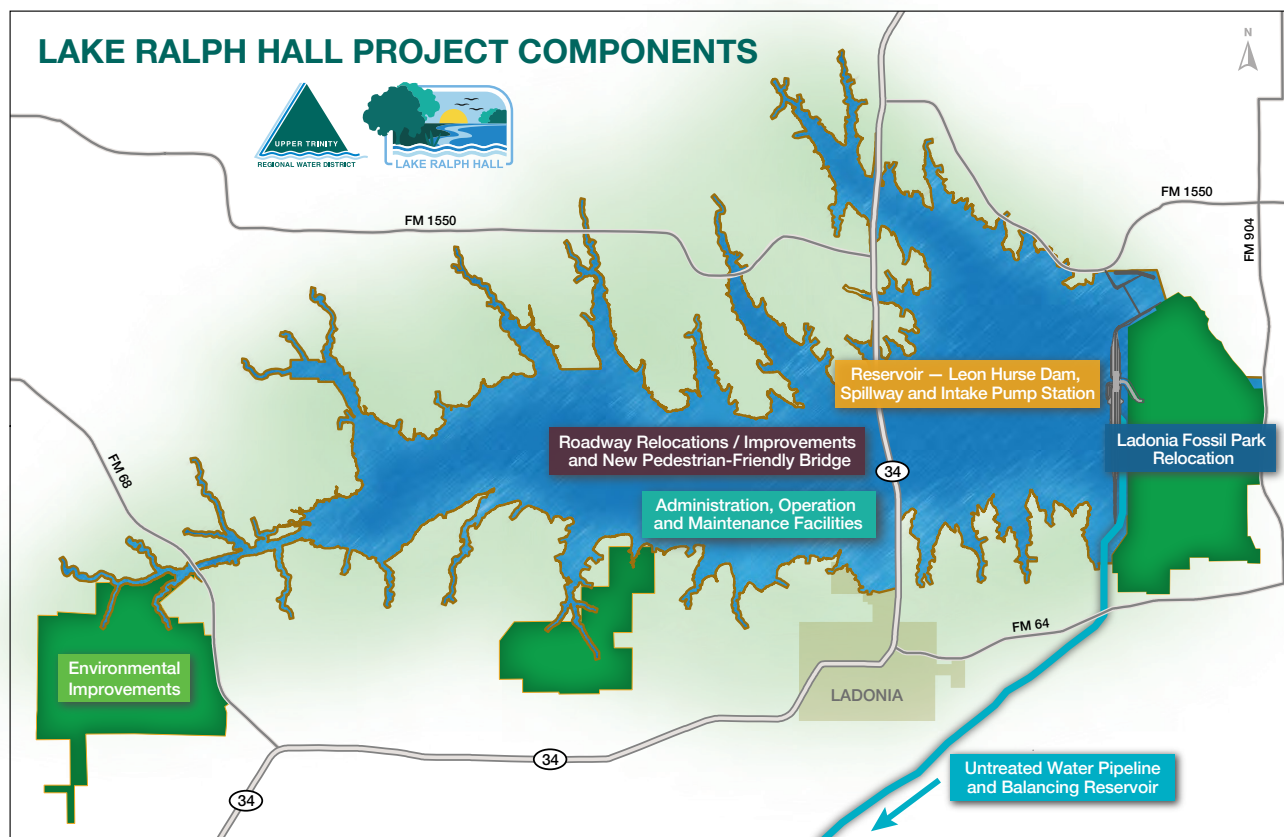 LAKE RALPH HALL PROJECT COMPONENTS
N
UPPER TRINITY
REGIONAL WATER DISTRICT
LAKE RALPH HALL
FM 1550
FM 1550
FM 904
Reservoir — Leon Hurse Dam,
Spillway and Intake Pump Station
Roadway Relocations / Improvements
and New Pedestrian-Friendly Bridge
Ladonia Fossil Park
Relocation
34
FM 68
Administration, Operation
and Maintenance Facilities
FM 64
Environmental
Improvements
LADONIA
34
Untreated Water Pipeline
and Balancing Reservoir
34